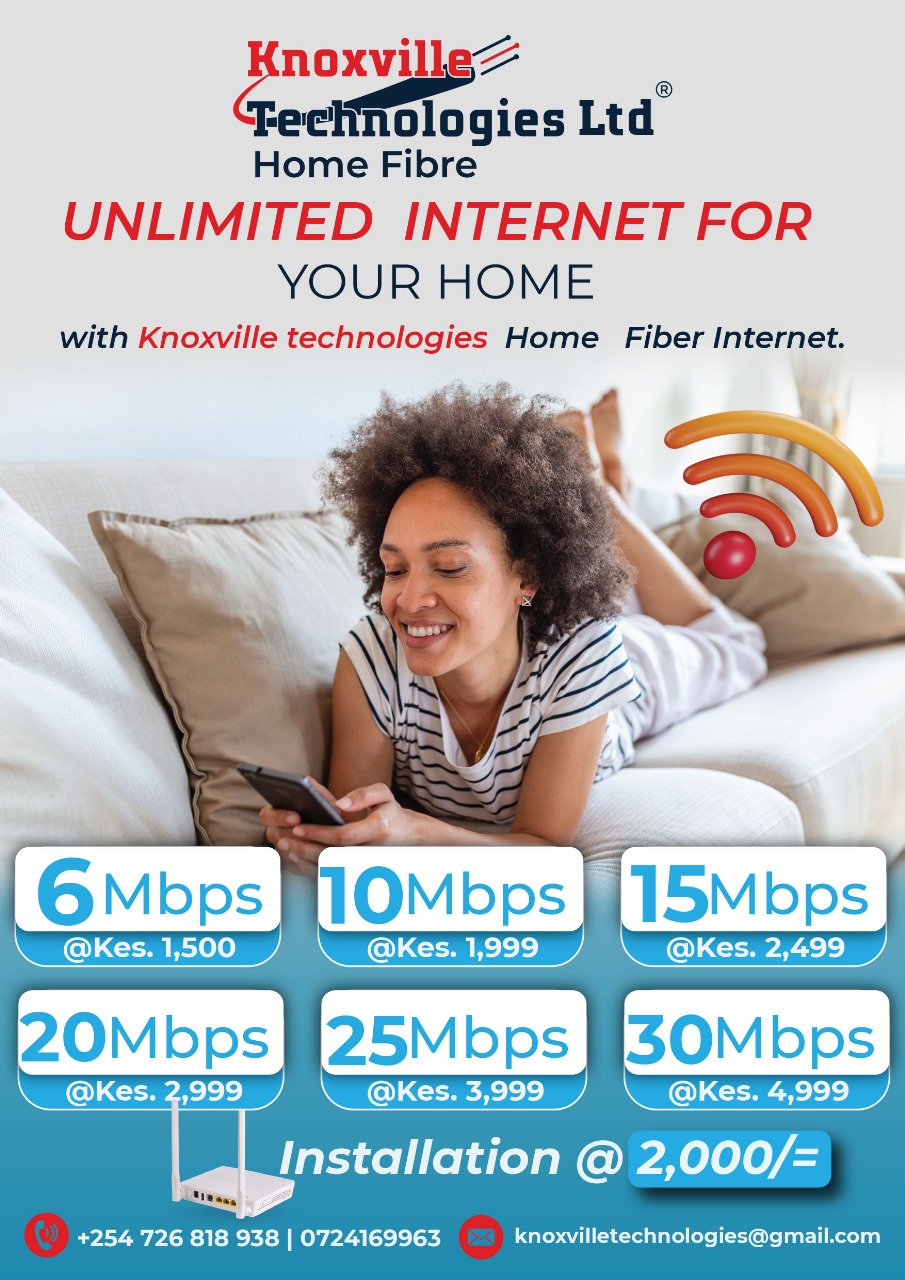 Knoxville
Technologies Ltd®
Home Fibre
UNLIMITED INTERNET FOR
YOUR HOME
with Knoxville technologies Home Fiber Internet.
6 Mbps
@Kes. 1,500
10Mbps
@Kes. 1,999
15Mbps
@Kes. 2,499
20Mbps
@Kes. 2,999
25Mbps
@Kes. 3,999
30Mbps
@Kes. 4,999
Installation @ 2,000/=
+254 726 818 938 | 0724169963
knoxvilletechnologies@gmail.com